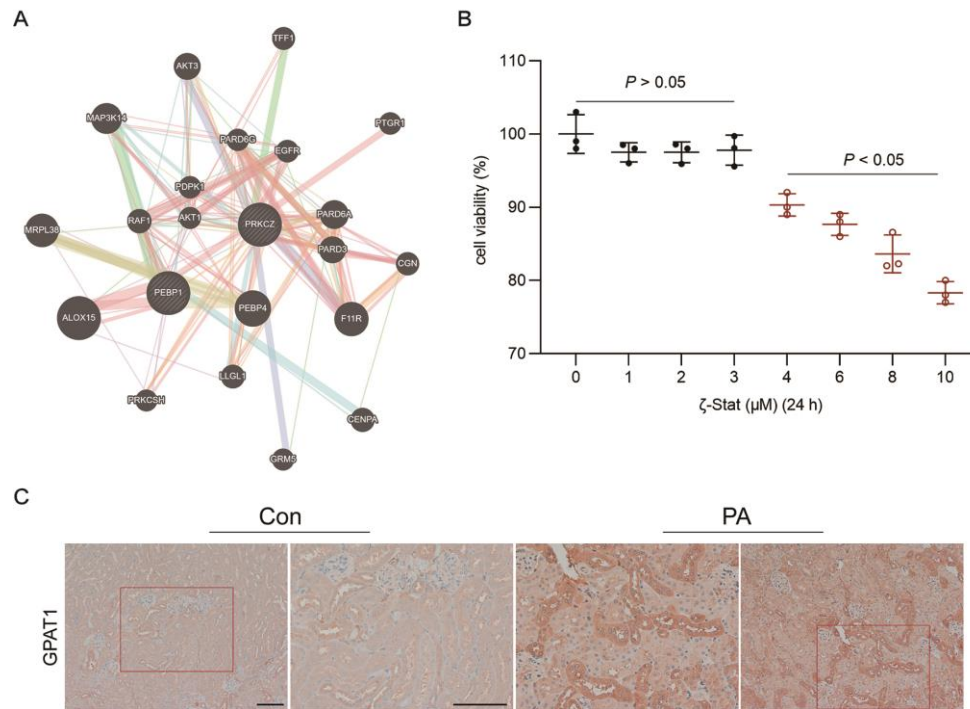 A
TFF1
AKT3
MAP3K14
PTGR1
PARD6G
EGFR
PDPK1
RAF1
AKT1
PRKCZ
PARD6A
MRPL38
PARD3
CGN
PEBP1
ALOX15
PEBP4
F11R
LLGL1
PRKCSH
CENPA
GRM5
B
110
100
90
80
70
cell viability (%)
P > 0.05
P < 0.05
0 1 2 3 4 6 8 10
ζ-Stat (μM) (24 h)
C
Con PA
GPAT1